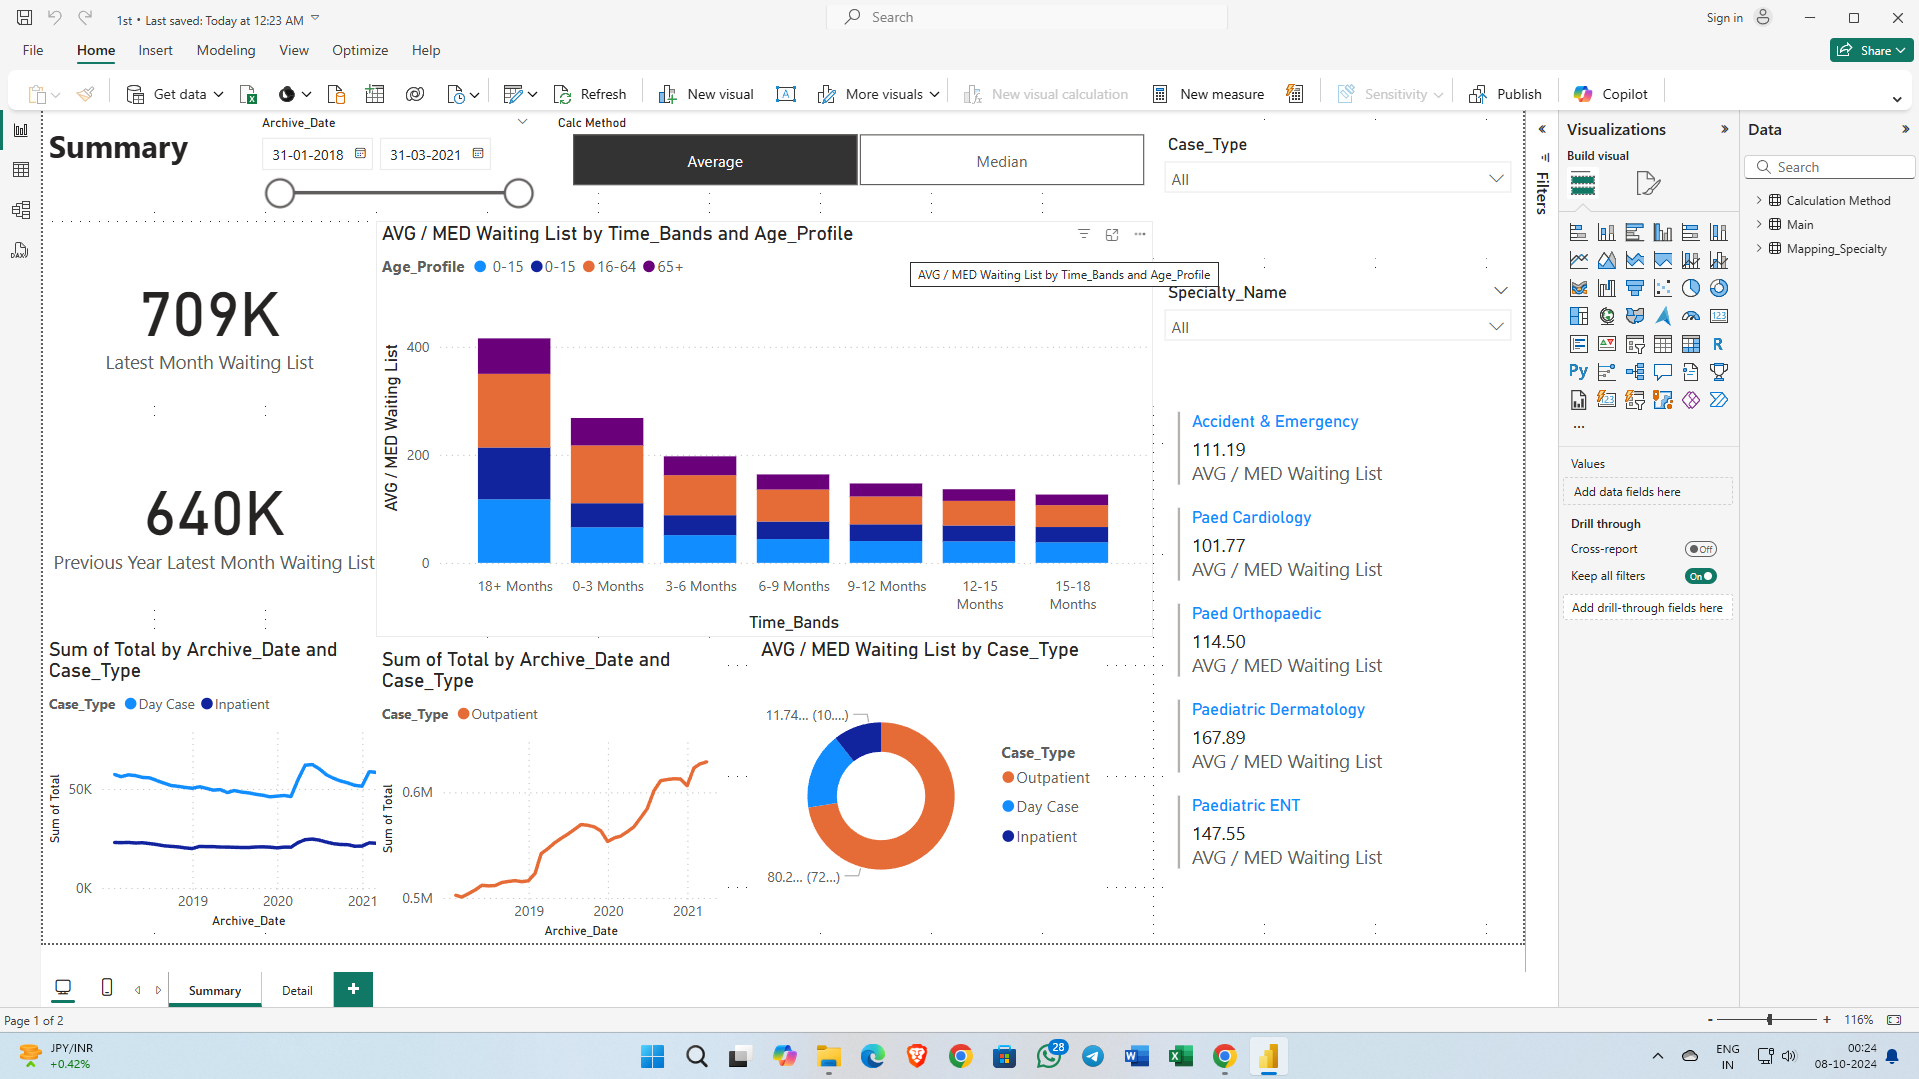 1st • Last saved: Today at 12:23 AM
Search
Sign in
File
Home
Insert
Modeling
View
Optimize
Help
Share
Get data
Refresh
New visual
More visuals
New visual calculation
New measure
Sensitivity
Publish
Copilot
Summary
Archive_Date
31-01-2018
31-03-2021
Calc Method
Average
Median
Case_Type
All
709K
Latest Month Waiting List
640K
Previous Year Latest Month Waiting List
AVG / MED Waiting List by Time_Bands and Age_Profile
Age_Profile
0-15
0-15
16-64
65+
AVG / MED Waiting List by Time_Bands and Age_Profile
AVG / MED Waiting List
400
200
0
18+ Months
0-3 Months
3-6 Months
6-9 Months
9-12 Months
12-15
Months
15-18
Months
Time_Bands
Specialty_Name
All
Accident & Emergency
111.19
AVG / MED Waiting List
Paed Cardiology
101.77
AVG / MED Waiting List
Paed Orthopaedic
114.50
AVG / MED Waiting List
Paediatric Dermatology
167.89
AVG / MED Waiting List
Paediatric ENT
147.55
AVG / MED Waiting List
Sum of Total by Archive_Date and
Case_Type
Case_Type
Day Case
Inpatient
Sum of Total
50K
0K
2019
2020
2021
Archive_Date
Sum of Total by Archive_Date and
Case_Type
Case_Type
Outpatient
Sum of Total
0.6M
0.5M
2019
2020
2021
Archive_Date
AVG / MED Waiting List by Case_Type
11.74... (10....)
80.2... (72...)
Case_Type
Outpatient
Day Case
Inpatient
Filters
Visualizations
Build visual
123
R
Py
123
...
Values
Add data fields here
Drill through
Cross-report
Off
Keep all filters
On
Add drill-through fields here
Data
Search
Calculation Method
Main
Mapping_Specialty
Summary
Detail
+
Page 1 of 2
-
+
116%
JPY/INR
+0.42%
28
ENG
IN
00:24
08-10-2024